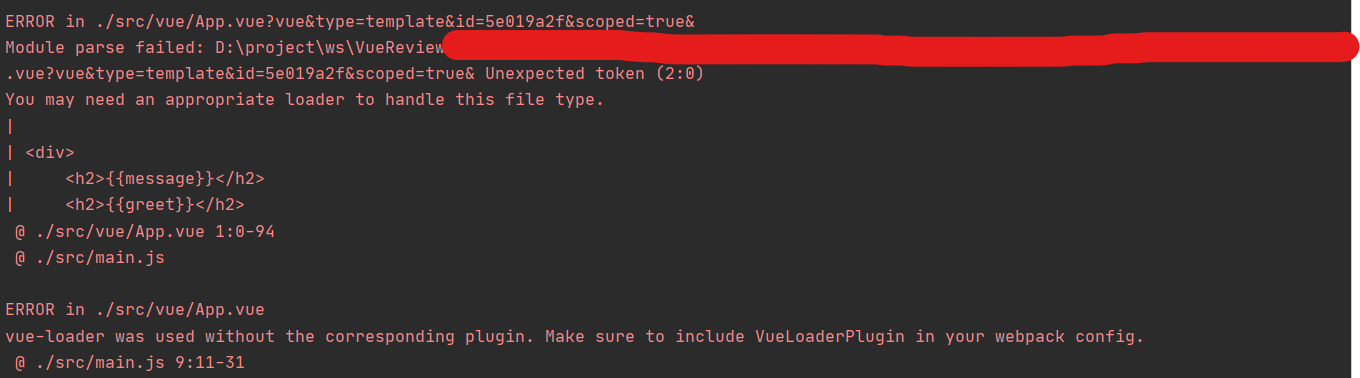 ERROR in ./src/vue/App.vue?vue&type=template&id=5e019a2f&scoped=true&
Module parse failed: D:\project\ws\VueReview
.vue?vue&type=template&id=5e019a2f&scoped=true& Unexpected token (2:0)
You may need an appropriate loader to handle this file type.
|
| <div>
|     <h2>{{message}}</h2>
|     <h2>{{greet}}</h2>
 @ ./src/vue/App.vue 1:0-94
 @ ./src/main.js
ERROR in ./src/vue/App.vue
vue-loader was used without the corresponding plugin. Make sure to include VueLoaderPlugin in your webpack config.
 @ ./src/main.js 9:11-31